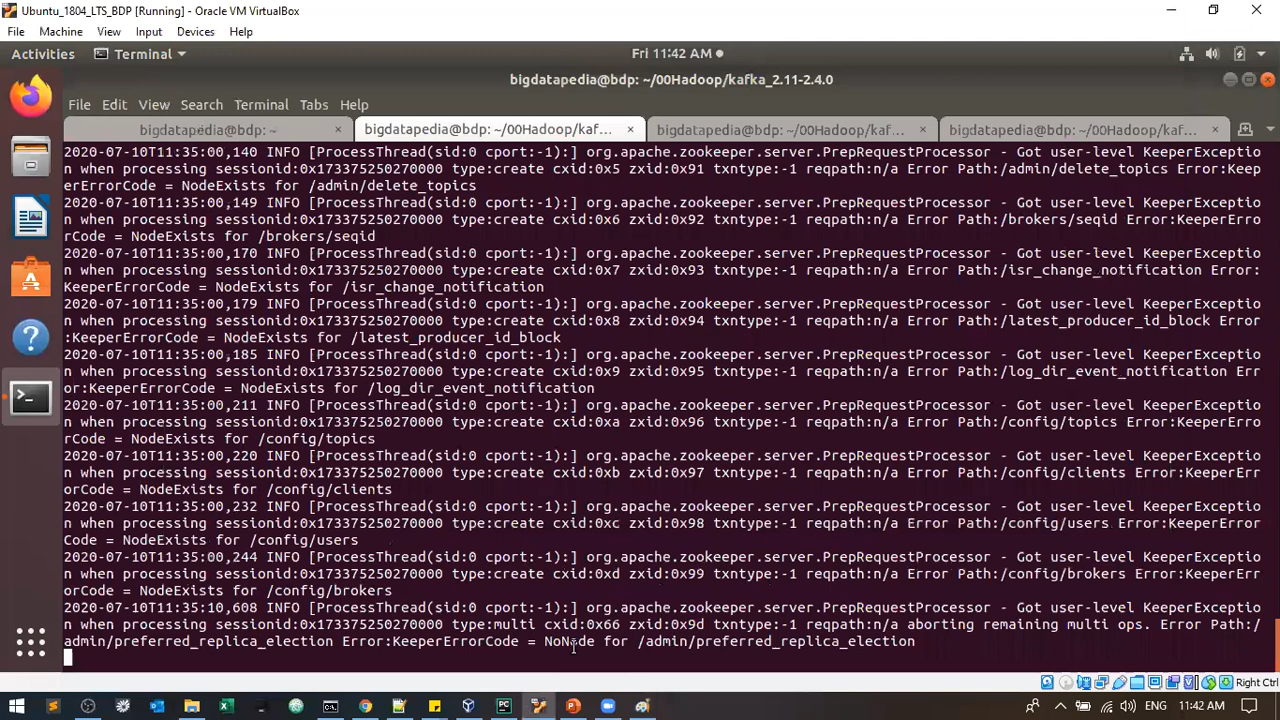 Ubuntu_1804_LTS_BDP [Running] - Oracle VM VirtualBox
File Machine View Input Devices Help
Activities Terminal Fri 11:42 AM
bigdatapedia@bdp: ~/00Hadoop/kafka_2.11-2.4.0
File Edit View Search Terminal Tabs Help
bigdatapedia@bdp: ~ bigdatapedia@bdp: ~/00Hadoop/kaf... bigdatapedia@bdp: ~/00Hadoop/kaf... bigdatapedia@bdp: ~/00Hadoop/kaf...
2020-07-10T11:35:00,140 INFO [ProcessThread(sid:0 cport:-1):] org.apache.zookeeper.server.PrepRequestProcessor - Got user-level KeeperExceptio
n when processing sessionid:0x173375250270000 type:create cxid:0x5 zxid:0x91 txntype:-1 reqpath:n/a Error Path:/admin/delete_topics Error:Keep
erErrorCode = NodeExists for /admin/delete_topics
2020-07-10T11:35:00,149 INFO [ProcessThread(sid:0 cport:-1):] org.apache.zookeeper.server.PrepRequestProcessor - Got user-level KeeperExceptio
n when processing sessionid:0x173375250270000 type:create cxid:0x6 zxid:0x92 txntype:-1 reqpath:n/a Error Path:/brokers/seqid Error:KeeperErro
rCode = NodeExists for /brokers/seqid
2020-07-10T11:35:00,170 INFO [ProcessThread(sid:0 cport:-1):] org.apache.zookeeper.server.PrepRequestProcessor - Got user-level KeeperExceptio
n when processing sessionid:0x173375250270000 type:create cxid:0x7 zxid:0x93 txntype:-1 reqpath:n/a Error Path:/isr_change_notification Error:
KeeperErrorCode = NodeExists for /isr_change_notification
2020-07-10T11:35:00,179 INFO [ProcessThread(sid:0 cport:-1):] org.apache.zookeeper.server.PrepRequestProcessor - Got user-level KeeperExceptio
n when processing sessionid:0x173375250270000 type:create cxid:0x8 zxid:0x94 txntype:-1 reqpath:n/a Error Path:/latest_producer_id_block Error
:KeeperErrorCode = NodeExists for /latest_producer_id_block
2020-07-10T11:35:00,185 INFO [ProcessThread(sid:0 cport:-1):] org.apache.zookeeper.server.PrepRequestProcessor - Got user-level KeeperExceptio
n when processing sessionid:0x173375250270000 type:create cxid:0x9 zxid:0x95 txntype:-1 reqpath:n/a Error Path:/log_dir_event_notification Err
or:KeeperErrorCode = NodeExists for /log_dir_event_notification
2020-07-10T11:35:00,211 INFO [ProcessThread(sid:0 cport:-1):] org.apache.zookeeper.server.PrepRequestProcessor - Got user-level KeeperExceptio
n when processing sessionid:0x173375250270000 type:create cxid:0xa zxid:0x96 txntype:-1 reqpath:n/a Error Path:/config/topics Error:KeeperErro
rCode = NodeExists for /config/topics
2020-07-10T11:35:00,220 INFO [ProcessThread(sid:0 cport:-1):] org.apache.zookeeper.server.PrepRequestProcessor - Got user-level KeeperExceptio
n when processing sessionid:0x173375250270000 type:create cxid:0xb zxid:0x97 txntype:-1 reqpath:n/a Error Path:/config/clients Error:KeeperErr
orCode = NodeExists for /config/clients
2020-07-10T11:35:00,232 INFO [ProcessThread(sid:0 cport:-1):] org.apache.zookeeper.server.PrepRequestProcessor - Got user-level KeeperExceptio
n when processing sessionid:0x173375250270000 type:create cxid:0xc zxid:0x98 txntype:-1 reqpath:n/a Error Path:/config/users Error:KeeperError
Code = NodeExists for /config/users
2020-07-10T11:35:00,244 INFO [ProcessThread(sid:0 cport:-1):] org.apache.zookeeper.server.PrepRequestProcessor - Got user-level KeeperExceptio
n when processing sessionid:0x173375250270000 type:create cxid:0xd zxid:0x99 txntype:-1 reqpath:n/a Error Path:/config/brokers Error:KeeperErr
orCode = NodeExists for /config/brokers
2020-07-10T11:35:10,608 INFO [ProcessThread(sid:0 cport:-1):] org.apache.zookeeper.server.PrepRequestProcessor - Got user-level KeeperExceptio
n when processing sessionid:0x173375250270000 type:multi cxid:0x66 zxid:0x9d txntype:-1 reqpath:n/a aborting remaining multi ops. Error Path:/
admin/preferred_replica_election Error:KeeperErrorCode = NoNode for /admin/preferred_replica_election
Right Ctrl
ENG 11:42 AM